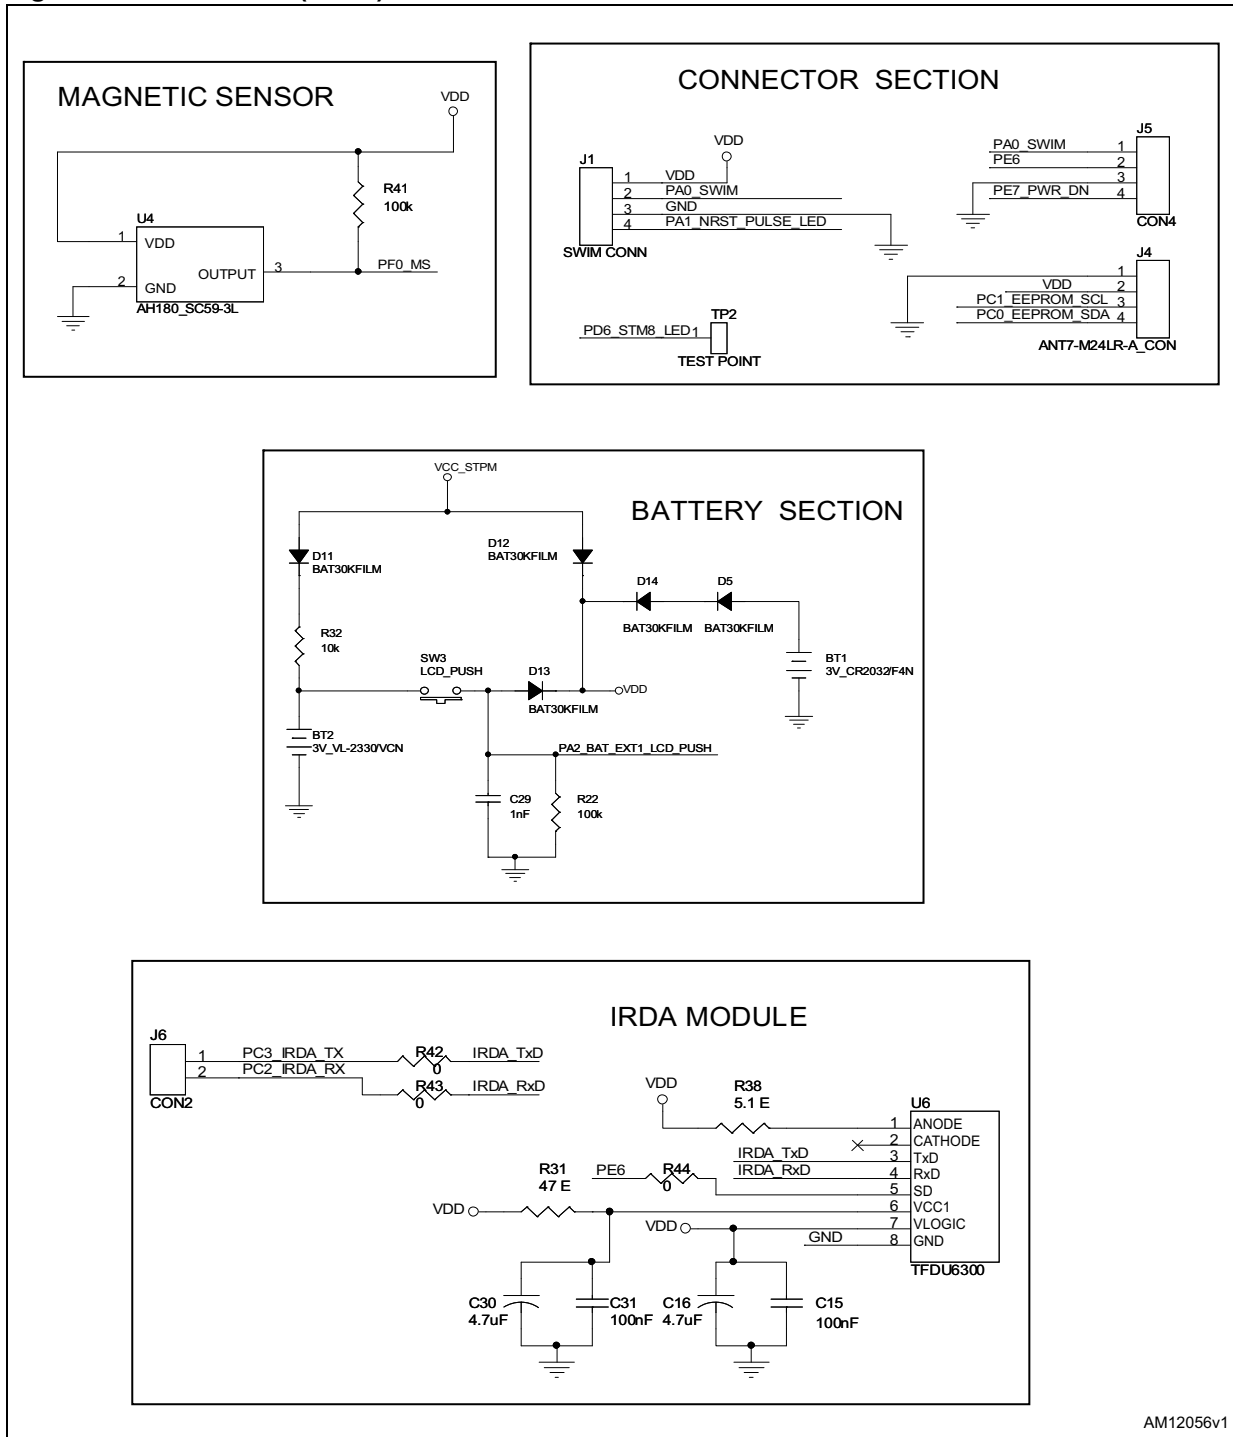 MAGNETIC SENSOR
VDD
R41
100k
U4
1
VDD
OUTPUT
3
PF0_MS
2
GND
AH180_SC59-3L
CONNECTOR SECTION
VDD
J1
1
VDD
2
PA0_SWIM
3
GND
4
PA1_NRST_PULSE_LED
SWIM CONN
PD6_STM8_LED
1
TP2
TEST POINT
J5
PA0_SWIM
1
PE6
2
3
PE7_PWR_DN
4
CON4
J4
1
VDD
2
PC1_EEPROM_SCL
3
PC0_EEPROM_SDA
4
ANT7-M24LR-A_CON
VCC_STPM
BATTERY SECTION
D11
BAT30KFILM
D12
BAT30KFILM
D14
D5
BAT30KFILM
BAT30KFILM
R32
10k
SW3
LCD_PUSH
D13
BAT30KFILM
VDD
BT1
3V_CR2032/F4N
BT2
3V_VL-2330/VCN
PA2_BAT_EXT1_LCD_PUSH
C29
1nF
R22
100k
IRDA MODULE
J6
1
PC3_IRDA_TX
R42
0
IRDA_TxD
2
PC2_IRDA_RX
R43
0
IRDA_RxD
CON2
VDD
R38
5.1 E
U6
1
ANODE
2
CATHODE
IRDA_TxD
3
TxD
IRDA_RxD
4
RxD
R31
47 E
PE6
R44
0
5
SD
VDD
6
VCC1
VDD
7
VLOGIC
GND
8
GND
TFDU6300
C30
4.7uF
C31
100nF
C16
4.7uF
C15
100nF
AM12056v1